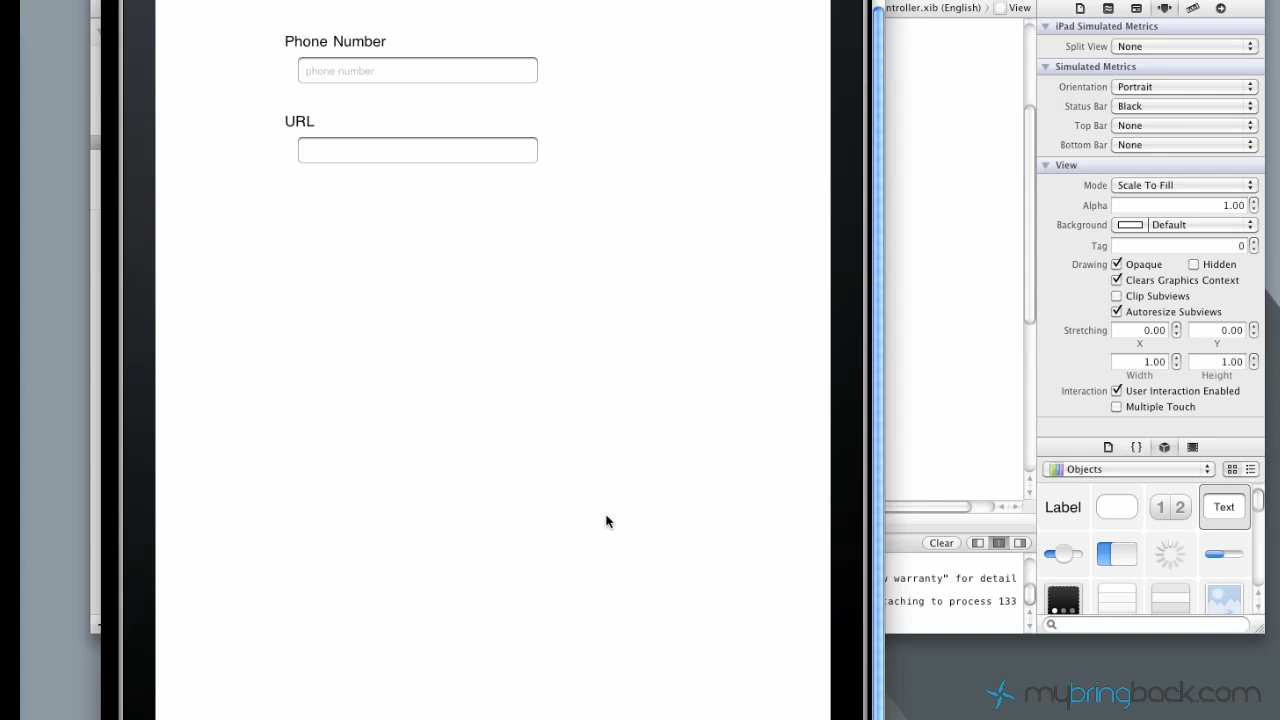 Phone Number
phone number
URL
ntroller.xib (English) 〉 View
iPad Simulated Metrics
Split View None
Simulated Metrics
Orientation Portrait
Status Bar Black
Top Bar None
Bottom Bar None
View
Mode Scale To Fill
Alpha 1.00
Background Default
Tag 0
Drawing Opaque Hidden
Clears Graphics Context
Clip Subviews
Autoresize Subviews
Stretching 0.00 0.00
X Y
1.00 1.00
Width Height
Interaction User Interaction Enabled
Multiple Touch
{ }
Objects
Label 1 2 Text
Clear
warranty" for detail
taching to process 133
mybringback.com